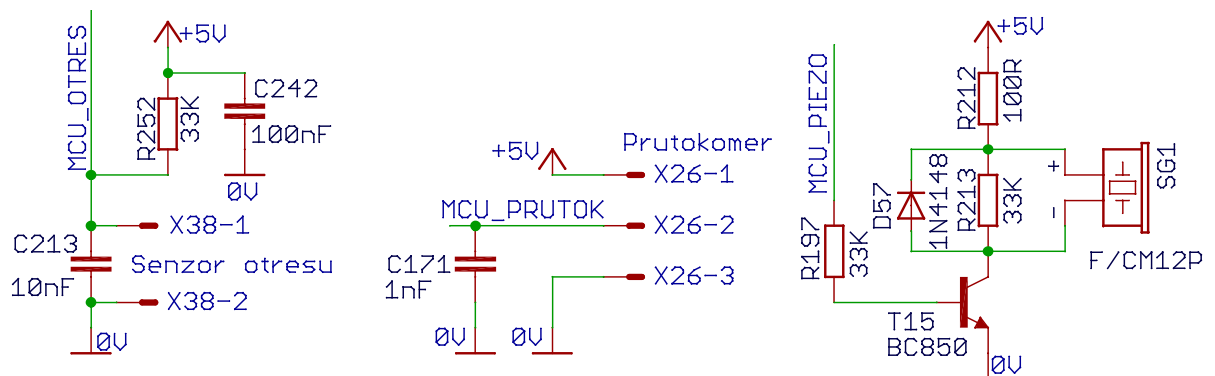 MCU_OTRES
+5V
R252
33K
C242
100nF
0V
X38-1
C213
10nF
Senzor otresu
X38-2
0V
+5V
Prutokomer
X26-1
MCU_PRUTOK
X26-2
C171
1nF
X26-3
0V
0V
MCU_PIEZO
+5V
R212
100R
D57
1N4148
R213
33K
+
-
SG1
F/CM12P
R197
33K
T15
BC850
0V